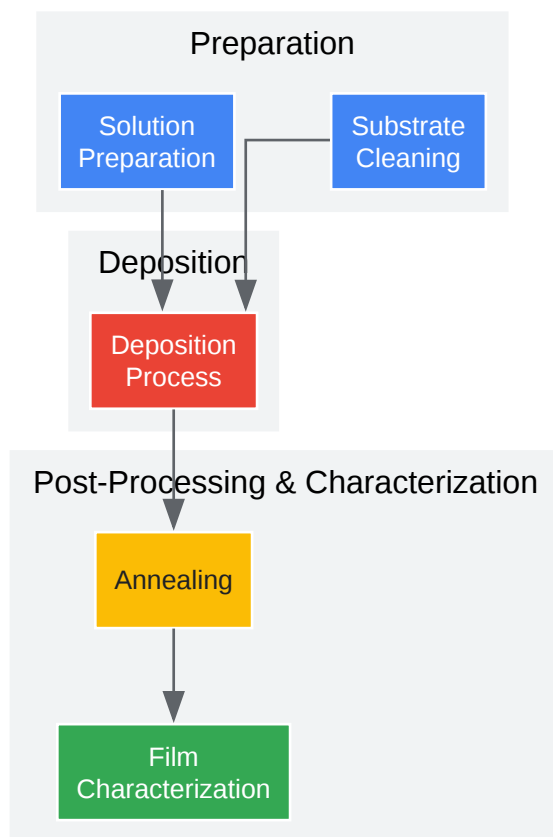 Preparation
Solution
Preparation
Substrate
Cleaning
Deposition
Deposition
Process
Post-Processing & Characterization
Annealing
Film
Characterization